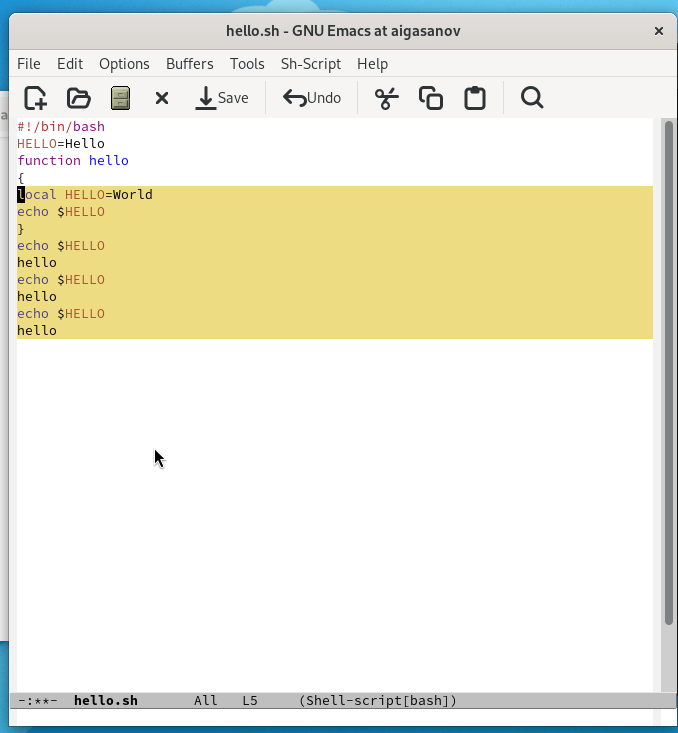 hello.sh - GNU Emacs at aigasanov
File Edit Options Buffers Tools Sh-Script Help
Save Undo
#!/bin/bash
HELLO=Hello
function hello
{
local HELLO=World
echo $HELLO
}
echo $HELLO
hello
echo $HELLO
hello
echo $HELLO
hello
-:**- hello.sh All L5 (Shell-script[bash])